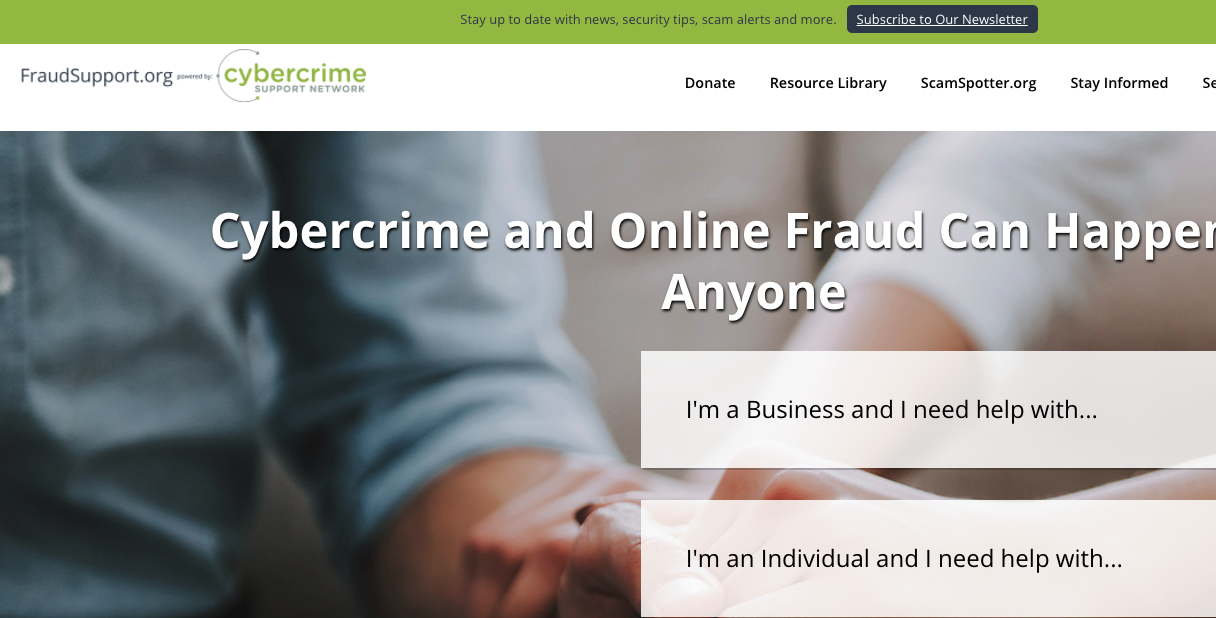 Stay up to date with news, security tips, scam alerts and more. Subscribe to Our Newsletter
FraudSupport.org powered by: cybercrime
SUPPORT NETWORK
Donate Resource Library ScamSpotter.org Stay Informed Se
Cybercrime and Online Fraud Can Happen
Anyone
I'm a Business and I need help with...
I'm an Individual and I need help with...